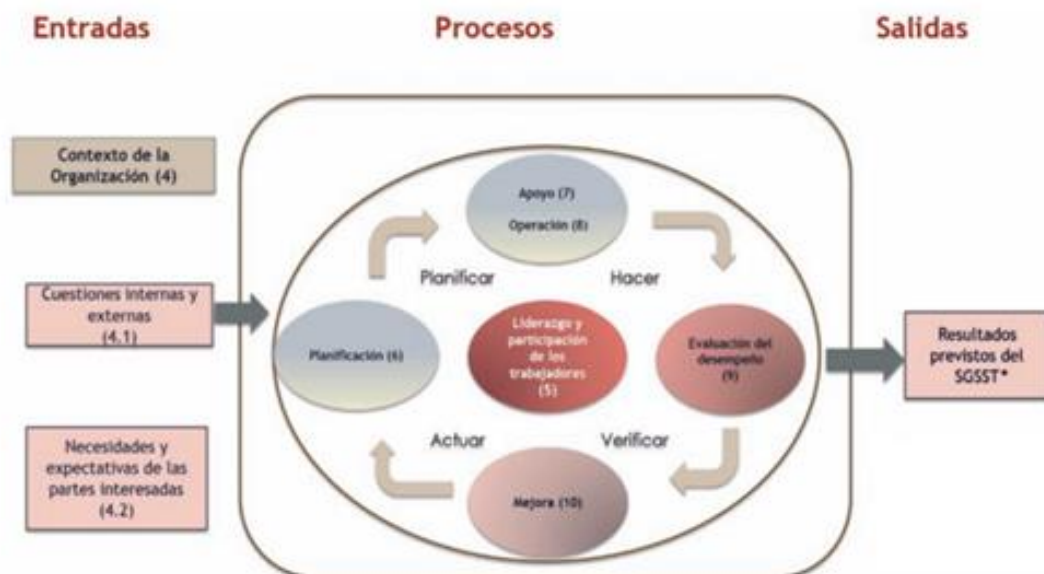 Entradas
Procesos
Salidas
Contexto de la
Organización (4)
Cuestiones internas y
externas
(4.1)
Necesidades y
expectativas de las
partes interesadas
(4.2)
Apoyo (7)
Operación (8)
Planificar
Hacer
Planificación (6)
Liderazgo y
participación
de los
trabajadores
(5)
Evaluación del
desempeño
(9)
Actuar
Verificar
Mejora (10)
Resultados
previstos del
SGSST*